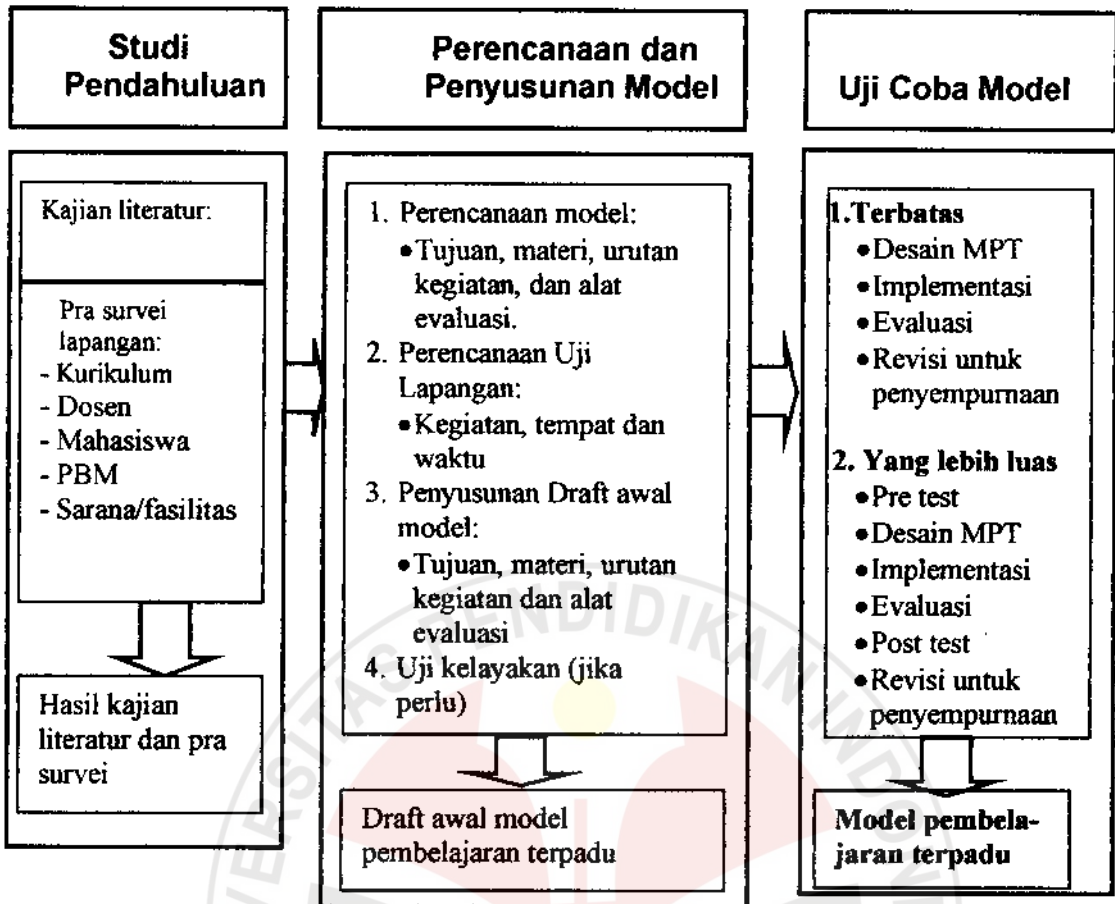 Studi
Pendahuluan
Kajian literatur:
Pra survei
lapangan:
- Kurikulum
- Dosen
- Mahasiswa
- PBM
- Sarana/fasilitas
Hasil kajian
literatur dan pra
survei
Perencanaan dan
Penyusunan Model
1. Perencanaan model:
•Tujuan, materi, urutan
kegiatan, dan alat
evaluasi.
2. Perencanaan Uji
Lapangan:
•Kegiatan, tempat dan
waktu
3. Penyusunan Draft awal
model:
•Tujuan, materi, urutan
kegiatan dan alat
evaluasi
4. Uji kelayakan (jika
perlu)
Draft awal model
pembelajaran terpadu
Uji Coba Model
1.Terbatas
•Desain MPT
•Implementasi
•Evaluasi
•Revisi untuk
penyempurnaan
2. Yang lebih luas
•Pre test
•Desain MPT
•Implementasi
•Evaluasi
•Post test
•Revisi untuk
penyempurnaan
Model pembela-
jaran terpadu
PENDIDIKAN